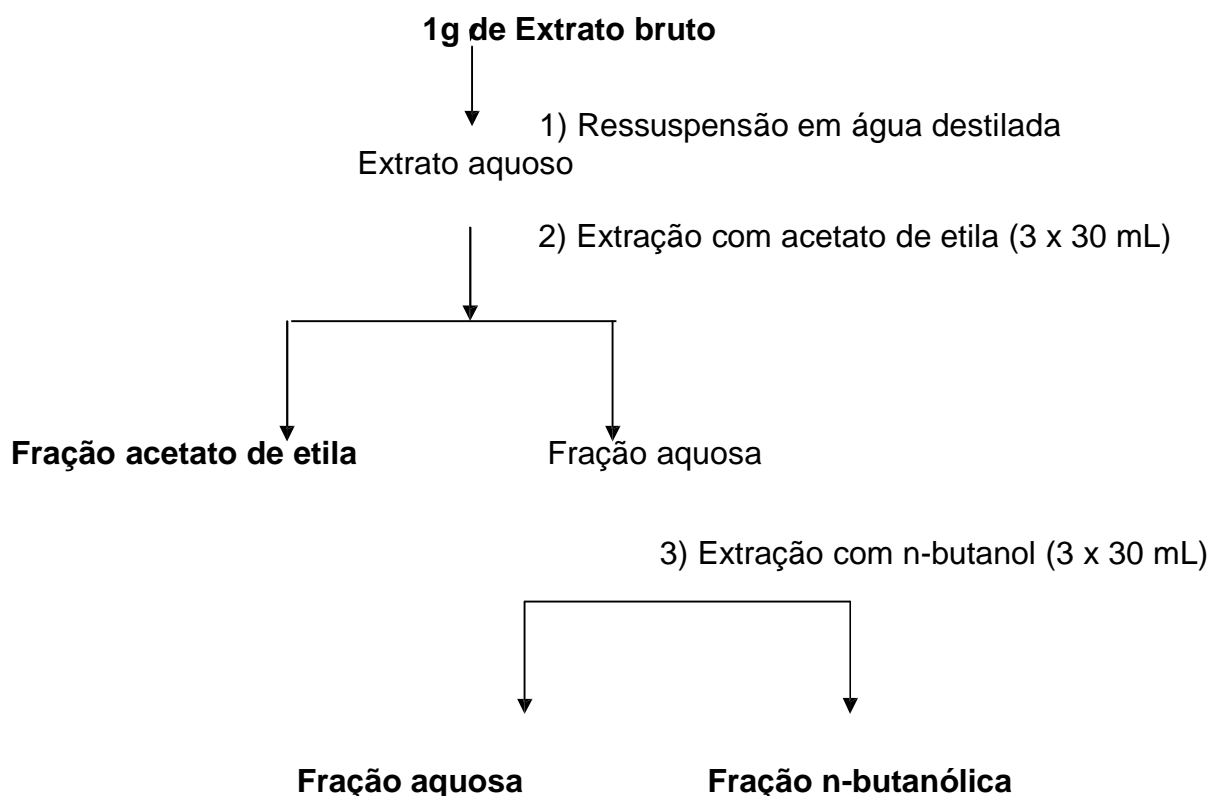 1g de Extrato bruto
1) Ressuspensão em água destilada
Extrato aquoso
2) Extração com acetato de etila (3 x 30 mL)
Fração acetato de etila
Fração aquosa
3) Extração com n-butanol (3 x 30 mL)
Fração aquosa
Fração n-butanólica